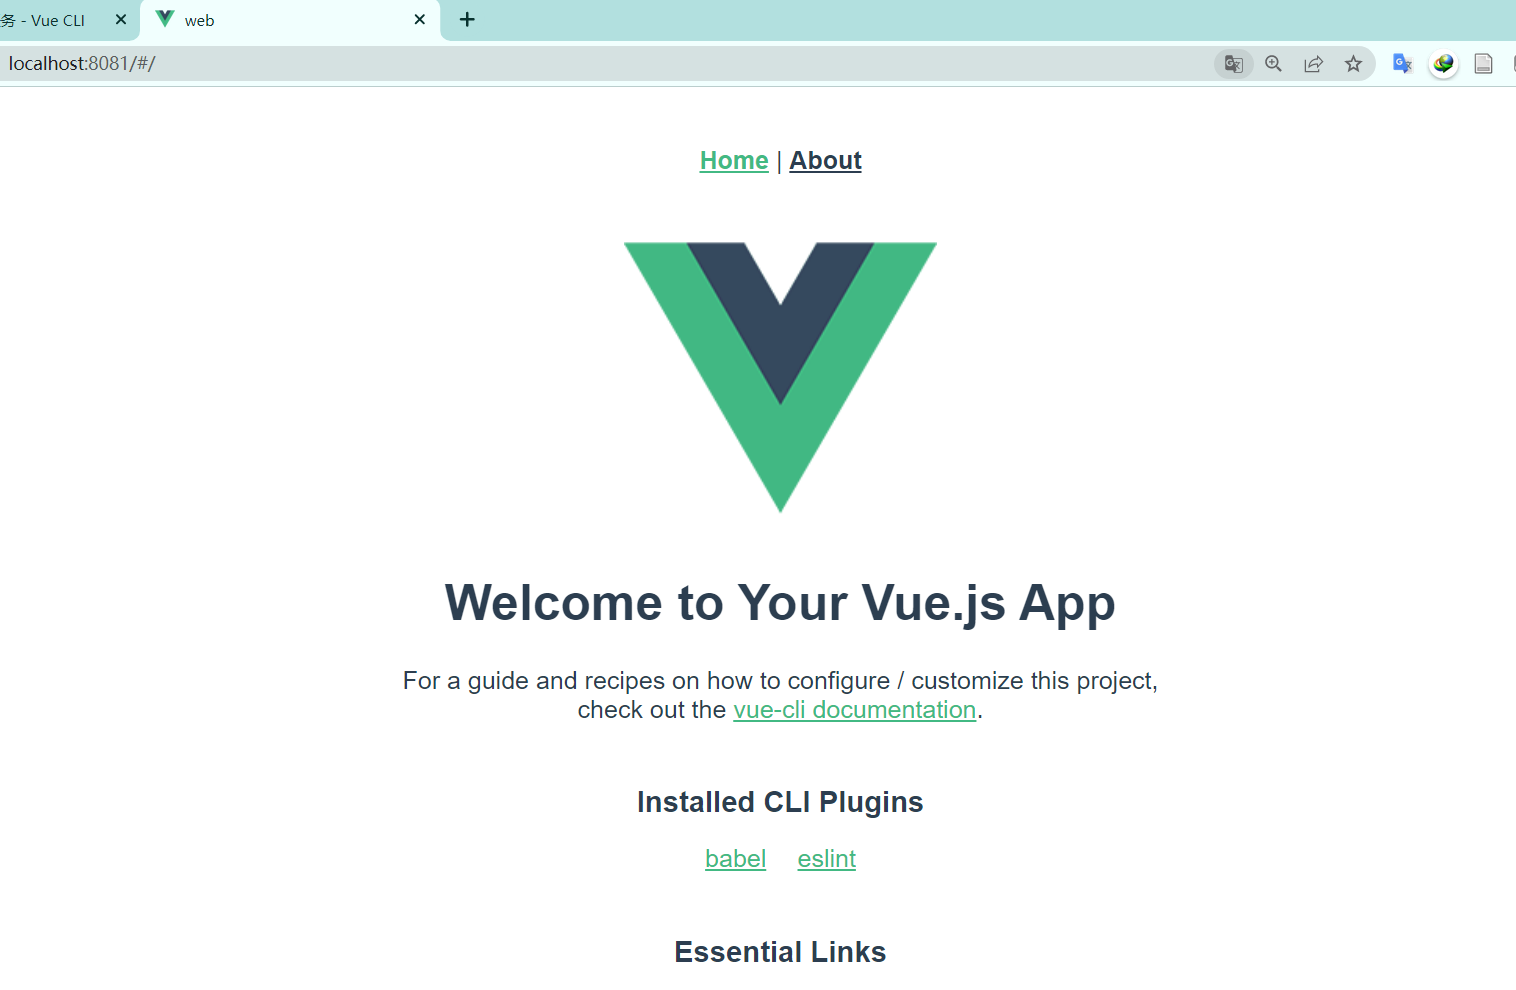 务 - Vue CLI
web
localhost:8081/#/
Home | About
Welcome to Your Vue.js App
For a guide and recipes on how to configure / customize this project,
check out the vue-cli documentation.
Installed CLI Plugins
babel eslint
Essential Links